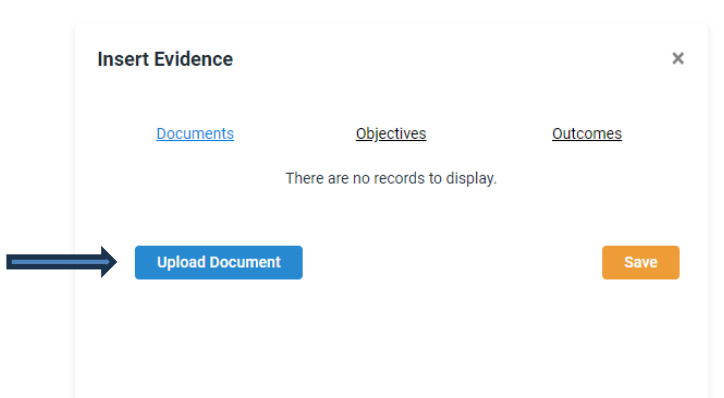 Insert Evidence ×
Documents Objectives Outcomes
There are no records to display.
Upload Document Save